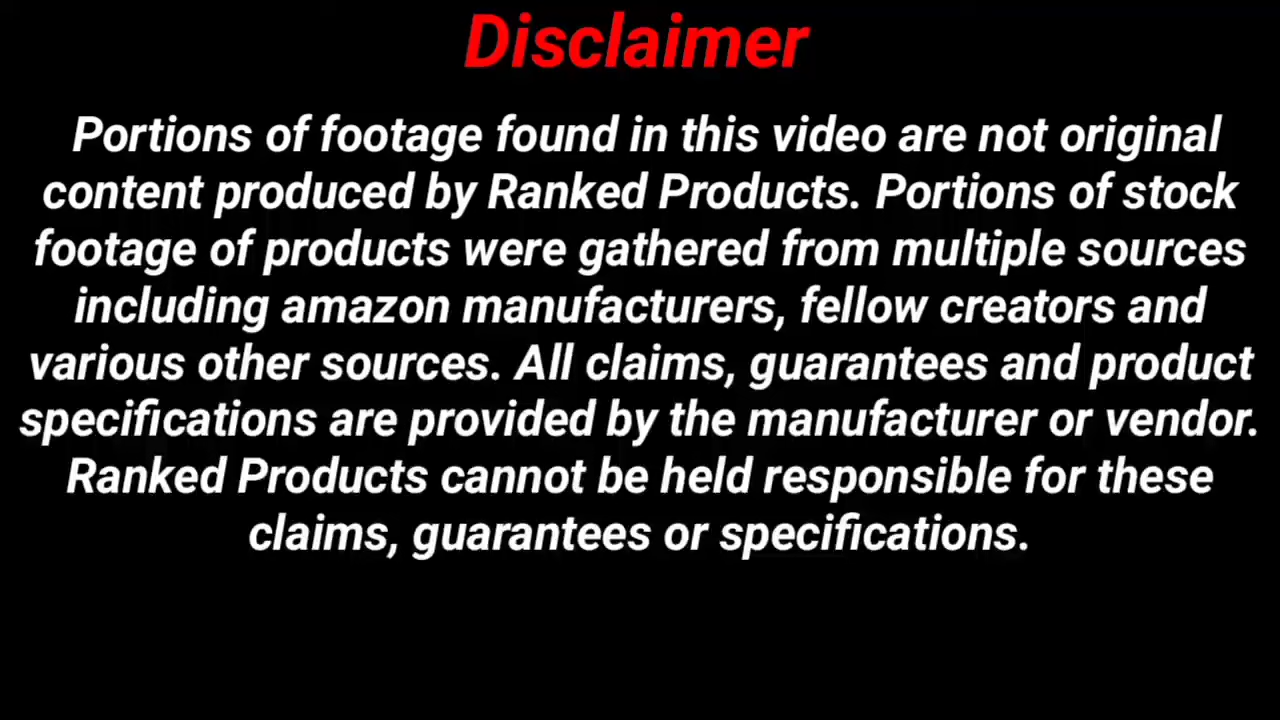 Disclaimer
Portions of footage found in this video are not original
content produced by Ranked Products. Portions of stock
footage of products were gathered from multiple sources
including amazon manufacturers, fellow creators and
various other sources. All claims, guarantees and product
specifications are provided by the manufacturer or vendor.
Ranked Products cannot be held responsible for these
claims, guarantees or specifications.